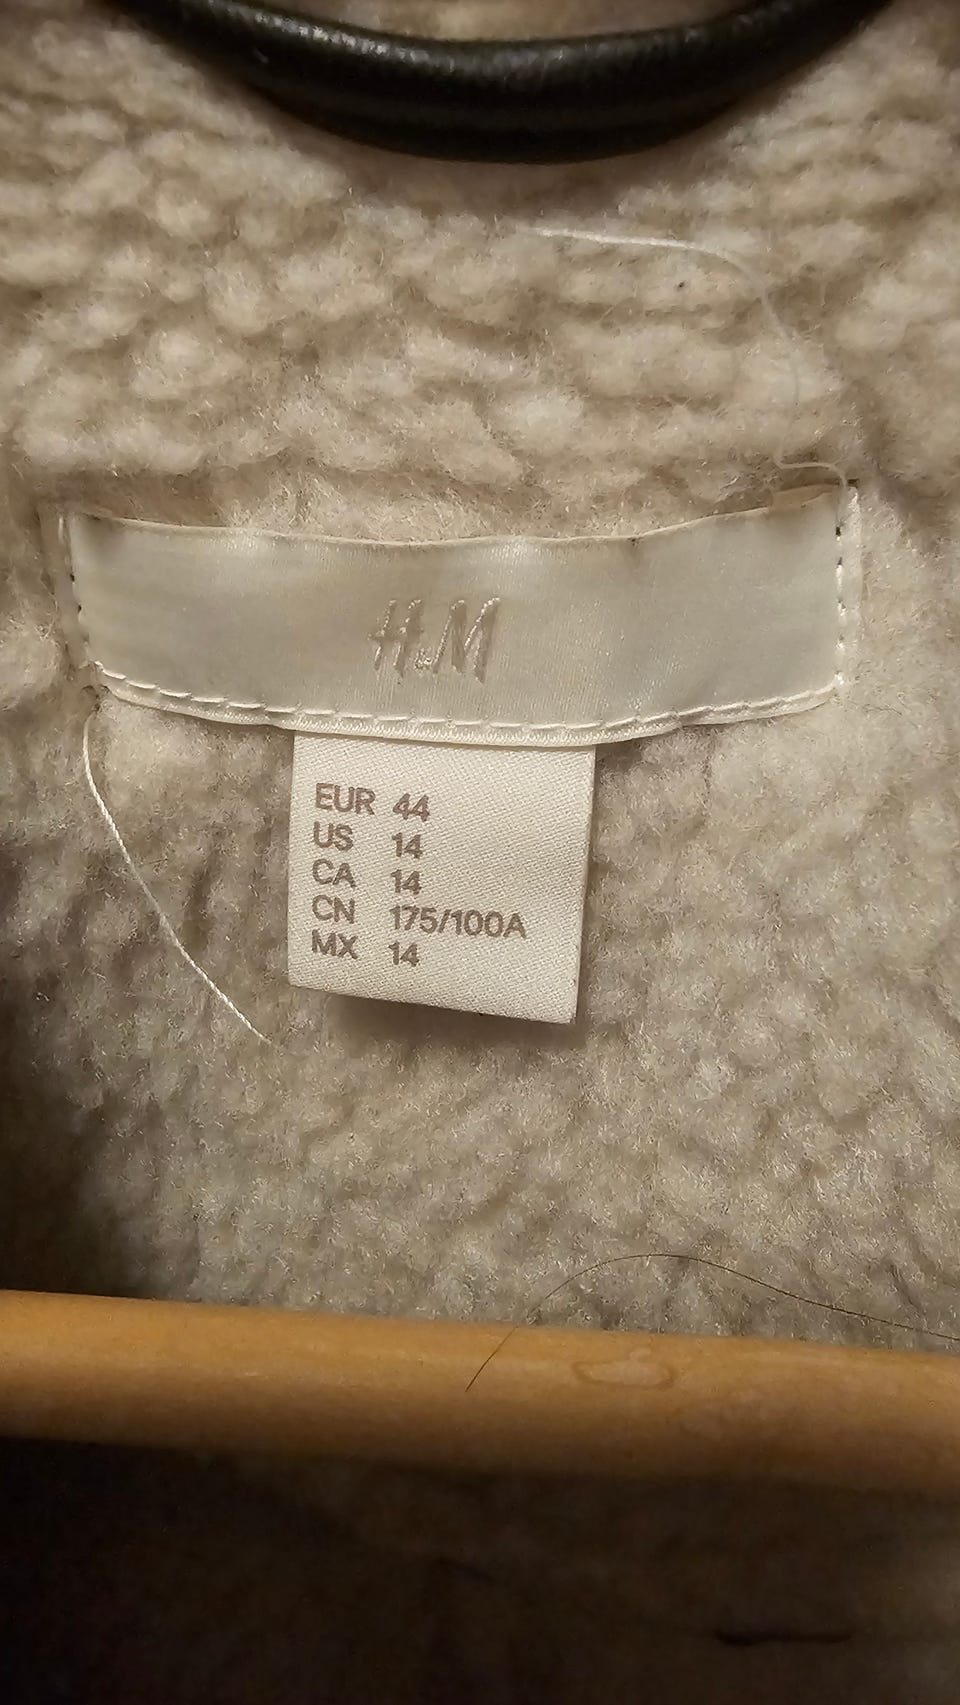 H&M
EUR 44
US 14
CA 14
CN 175/100A
MX 14